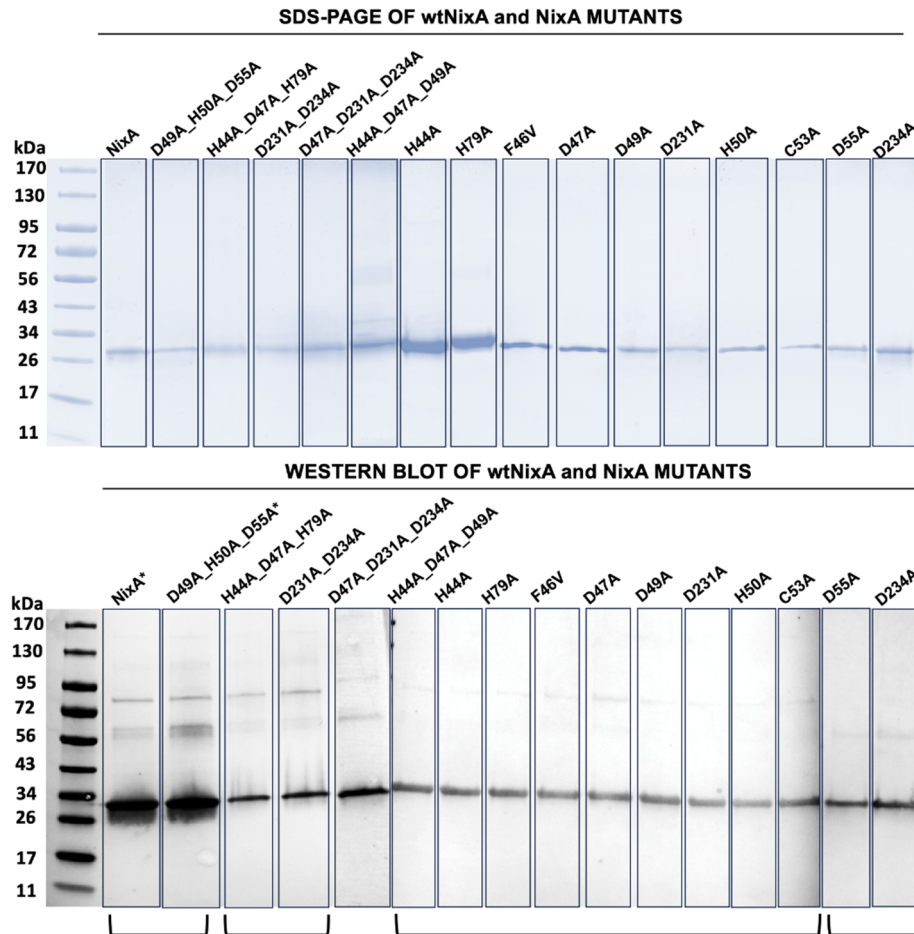 SDS-PAGE OF wtNixA and NixA MUTANTS
NixA
D49A_H50A_D55A
H44A_D47A_H79A
D231A_D234A
D47A_D231A_D234A
H44A_D47A_D49A
H44A
H79A
F46V
D47A
D49A
D231A
H50A
C53A
D55A
D234A
kDa
170
130
95
72
56
43
34
26
17
11
WESTERN BLOT OF wtNixA and NixA MUTANTS
NixA*
D49A_H50A_D55A*
H44A_D47A_H79A
D231A_D234A
D47A_D231A_D234A
H44A_D47A_D49A
H44A
H79A
F46V
D47A
D49A
D231A
H50A
C53A
D55A
D234A
kDa
170
130
95
72
56
43
34
26
17
11